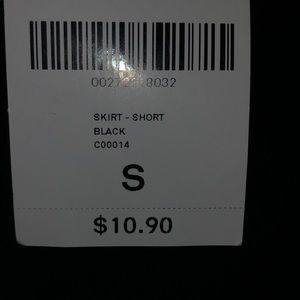 SKIRT - SHORT
BLACK
C00014
S
$10.90